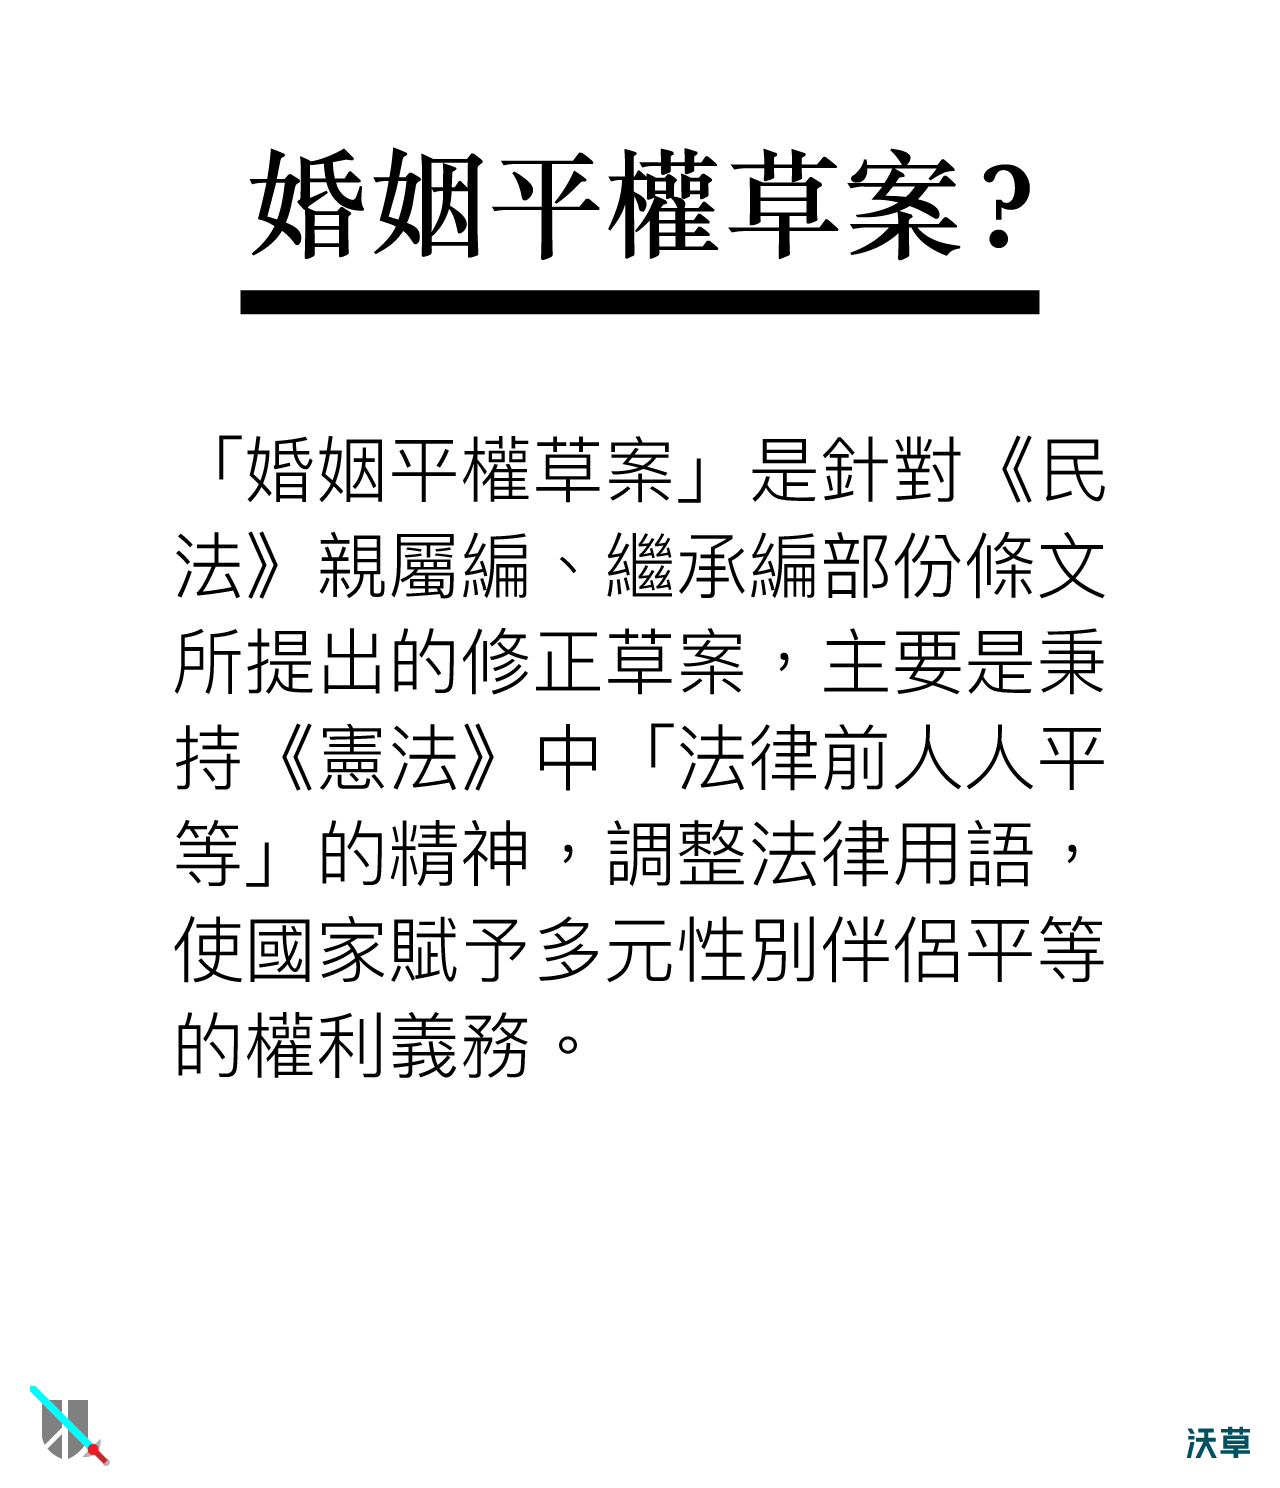 婚姻平權草案?
「婚姻平權草案」是針對《民
法》親屬編、繼承編部份條文
所提出的修正草案，主要是秉
持《憲法》中「法律前人人平
等」的精神，調整法律用語，
使國家賦予多元性別伴侶平等
的權利義務。
沃草